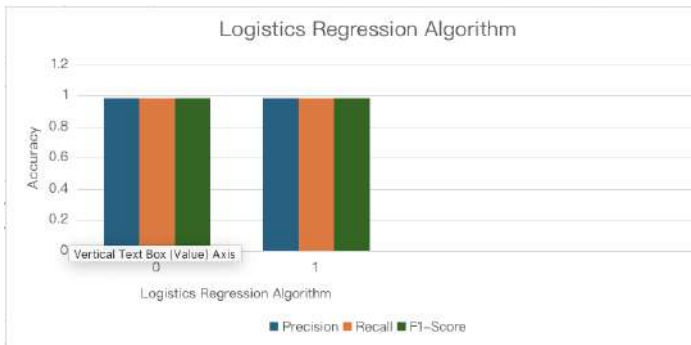 Logistics Regression Algorithm
1.2
1
0.8
0.6
0.4
0.2
0
Accuracy
Vertical Text Box (Value) Axis
0 1
Logistics Regression Algorithm
Precision Recall F1-Score